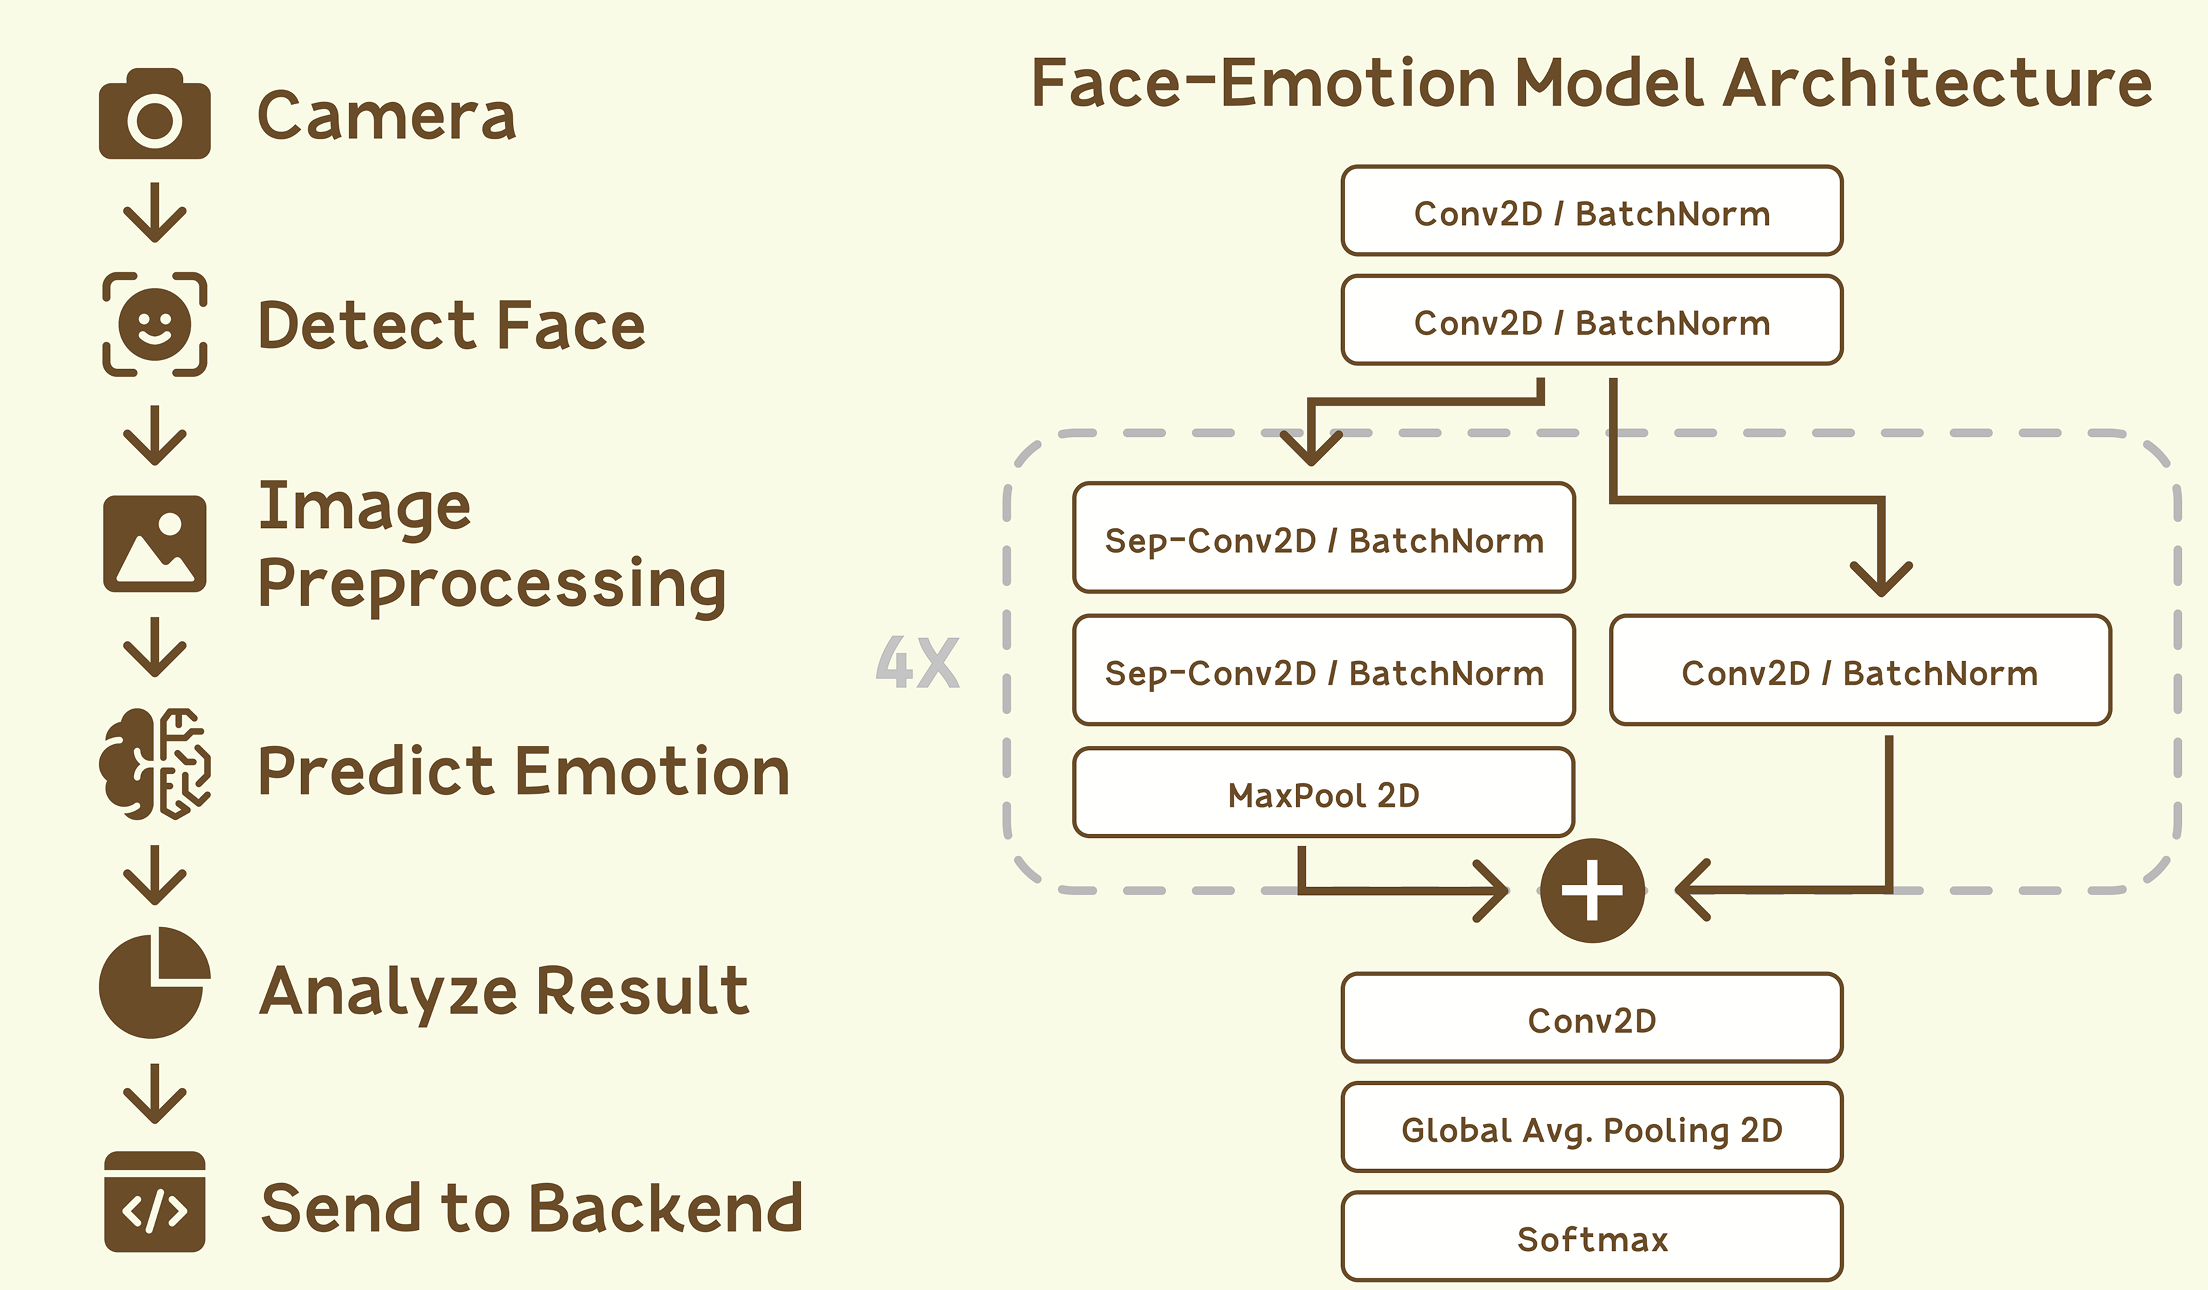 Camera
Detect Face
Image
Preprocessing
Predict Emotion
Analyze Result
Send to Backend
Face-Emotion Model Architecture
Conv2D / BatchNorm
Conv2D / BatchNorm
4X
Sep-Conv2D / BatchNorm
Sep-Conv2D / BatchNorm
MaxPool 2D
Conv2D / BatchNorm
Conv2D
Global Avg. Pooling 2D
Softmax